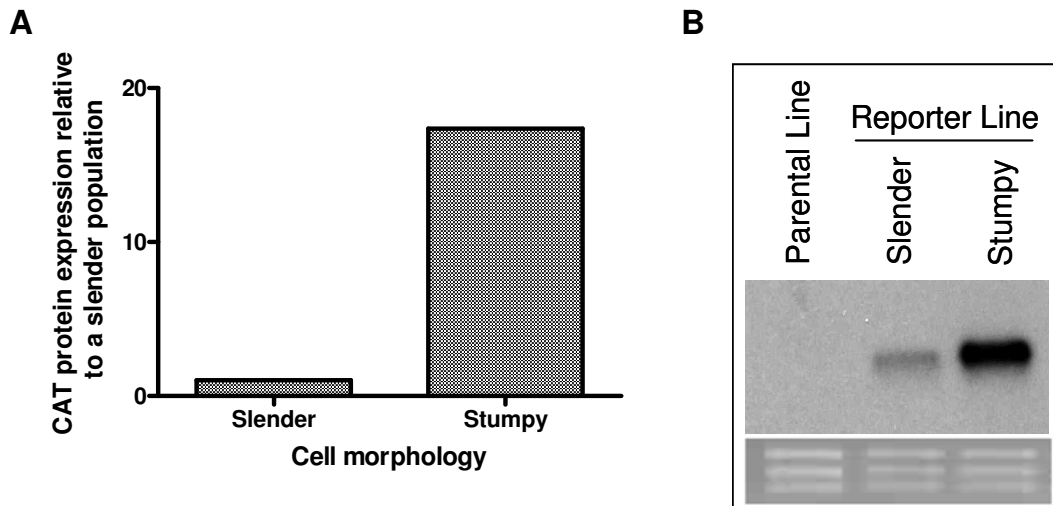 A
CAT protein expression relative
to a slender population
20
10
0
Slender
Stumpy
Cell morphology
B
Parental Line
Reporter Line
Slender
Stumpy